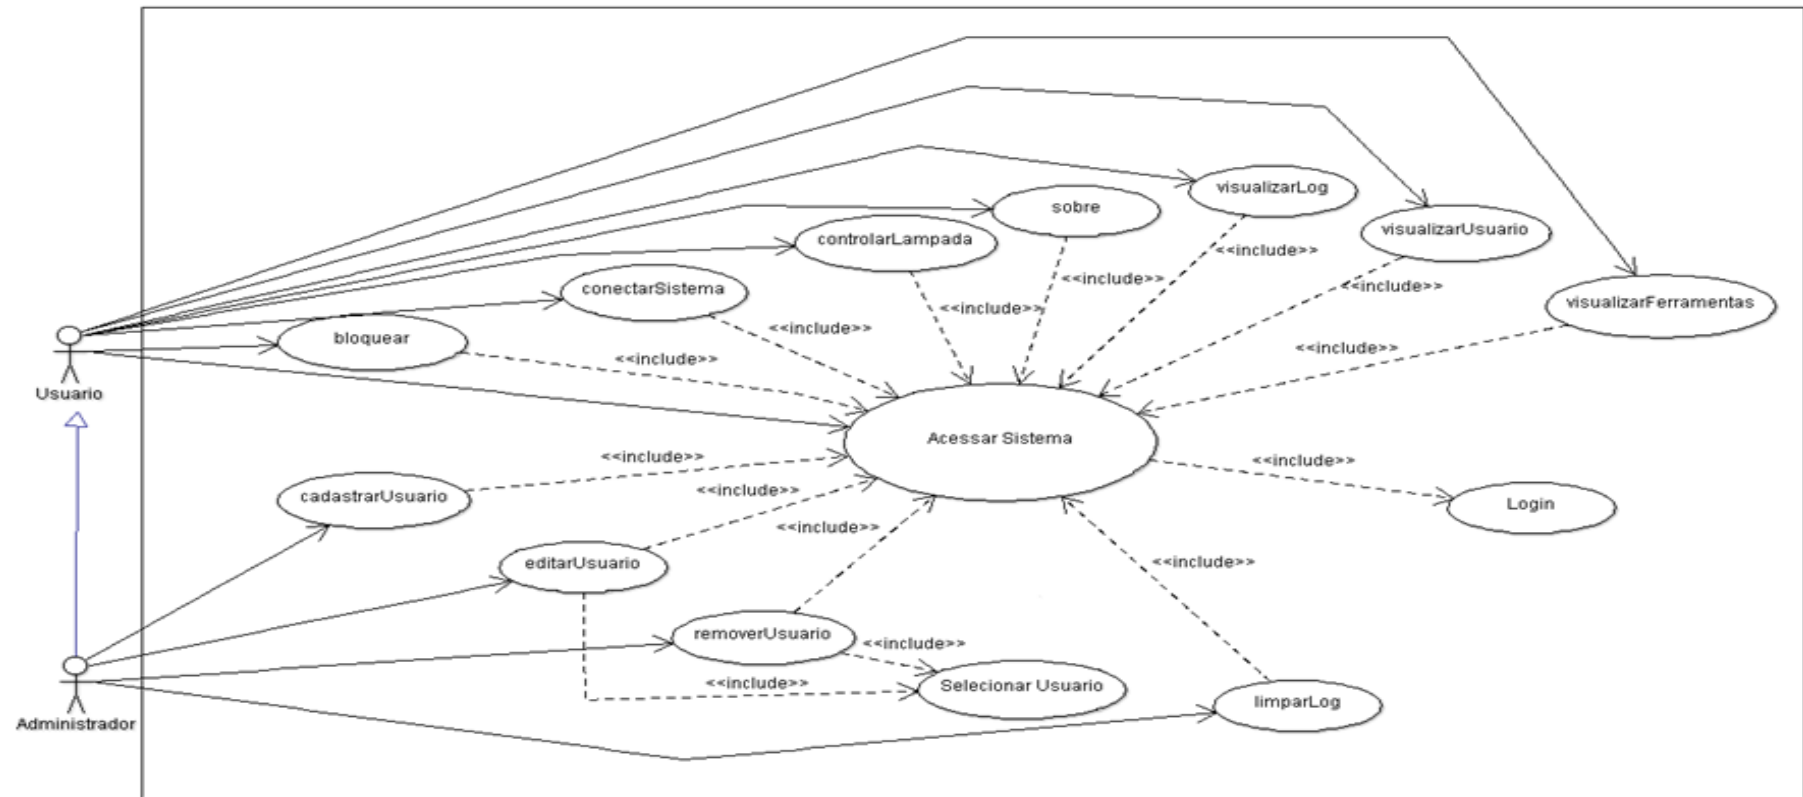 visualizarLog
sobre
visualizarUsuario
controlarLampada
<<include>>
<<include>>
<<include>>
conectarSistema
visualizarFerramentas
<<include>>
<<include>>
bloquear
<<include>>
<<include>>
Usuario
Acessar Sistema
<<include>>
<<include>>
<<include>>
cadastrarUsuario
Login
<<include>>
editarUsuario
<<include>>
removerUsuario
<<include>>
<<include>>
Selecionar Usuario
limparLog
Administrador